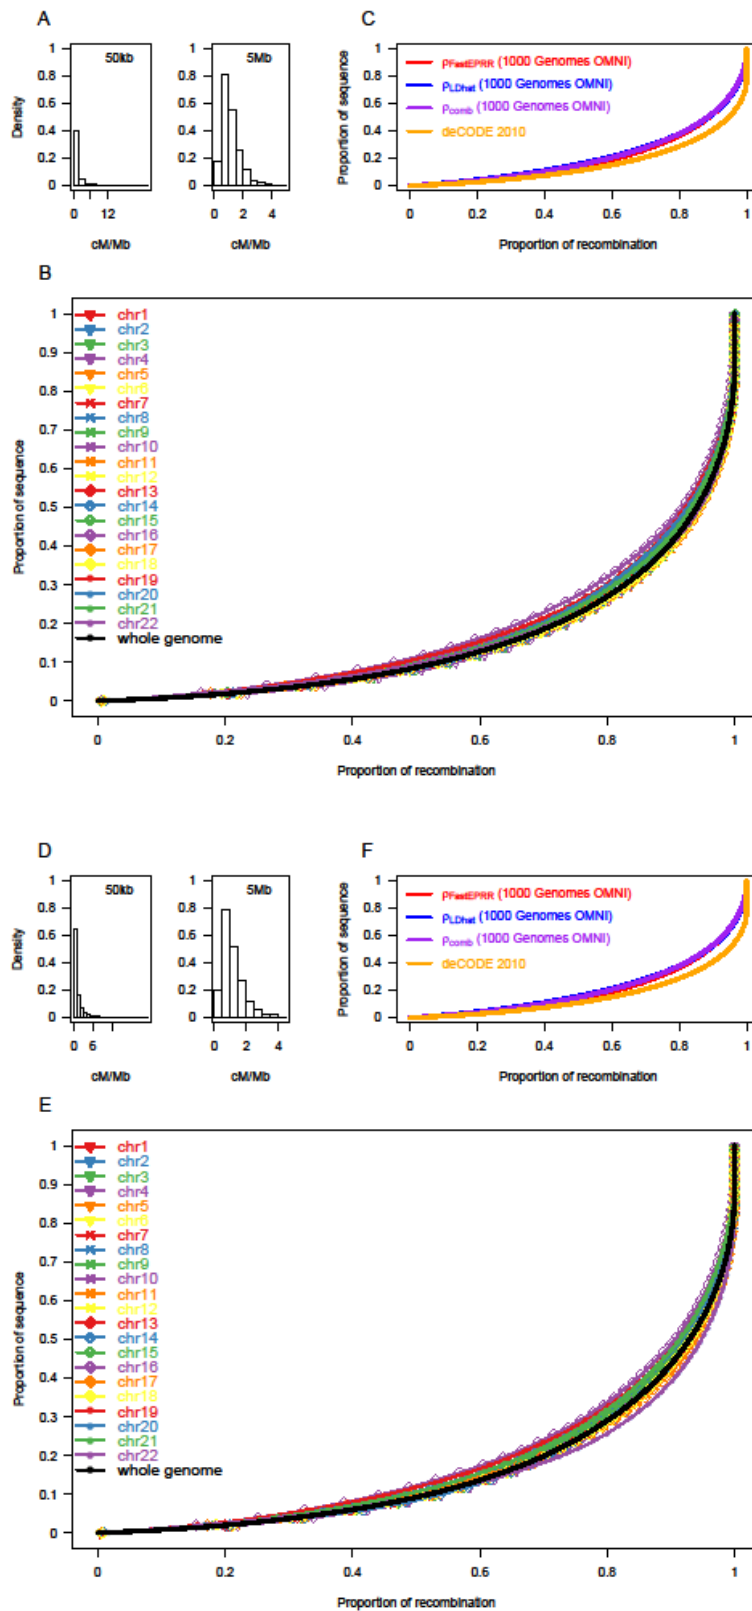 A
50kb
5Mb
Density
1
0.8
0.6
0.4
0.2
0
0 12
cM/Mb
1
0.8
0.6
0.4
0.2
0
0 2 4
cM/Mb
C
Proportion of sequence
1
0.8
0.6
0.4
0.2
0
ρFastEPRR (1000 Genomes OMNI)
ρLDhat (1000 Genomes OMNI)
ρcomb (1000 Genomes OMNI)
deCODE 2010
0 0.2 0.4 0.6 0.8 1
Proportion of recombination
B
Proportion of sequence
1
0.9
0.8
0.7
0.6
0.5
0.4
0.3
0.2
0.1
0
chr1
chr2
chr3
chr4
chr5
chr6
chr7
chr8
chr9
chr10
chr11
chr12
chr13
chr14
chr15
chr16
chr17
chr18
chr19
chr20
chr21
chr22
whole genome
0 0.2 0.4 0.6 0.8 1
Proportion of recombination
D
50kb
5Mb
Density
1
0.8
0.6
0.4
0.2
0
0 6
cM/Mb
1
0.8
0.6
0.4
0.2
0
0 2 4
cM/Mb
F
Proportion of sequence
1
0.8
0.6
0.4
0.2
0
ρFastEPRR (1000 Genomes OMNI)
ρLDhat (1000 Genomes OMNI)
ρcomb (1000 Genomes OMNI)
deCODE 2010
0 0.2 0.4 0.6 0.8 1
Proportion of recombination
E
Proportion of sequence
1
0.9
0.8
0.7
0.6
0.5
0.4
0.3
0.2
0.1
0
chr1
chr2
chr3
chr4
chr5
chr6
chr7
chr8
chr9
chr10
chr11
chr12
chr13
chr14
chr15
chr16
chr17
chr18
chr19
chr20
chr21
chr22
whole genome
0 0.2 0.4 0.6 0.8 1
Proportion of recombination